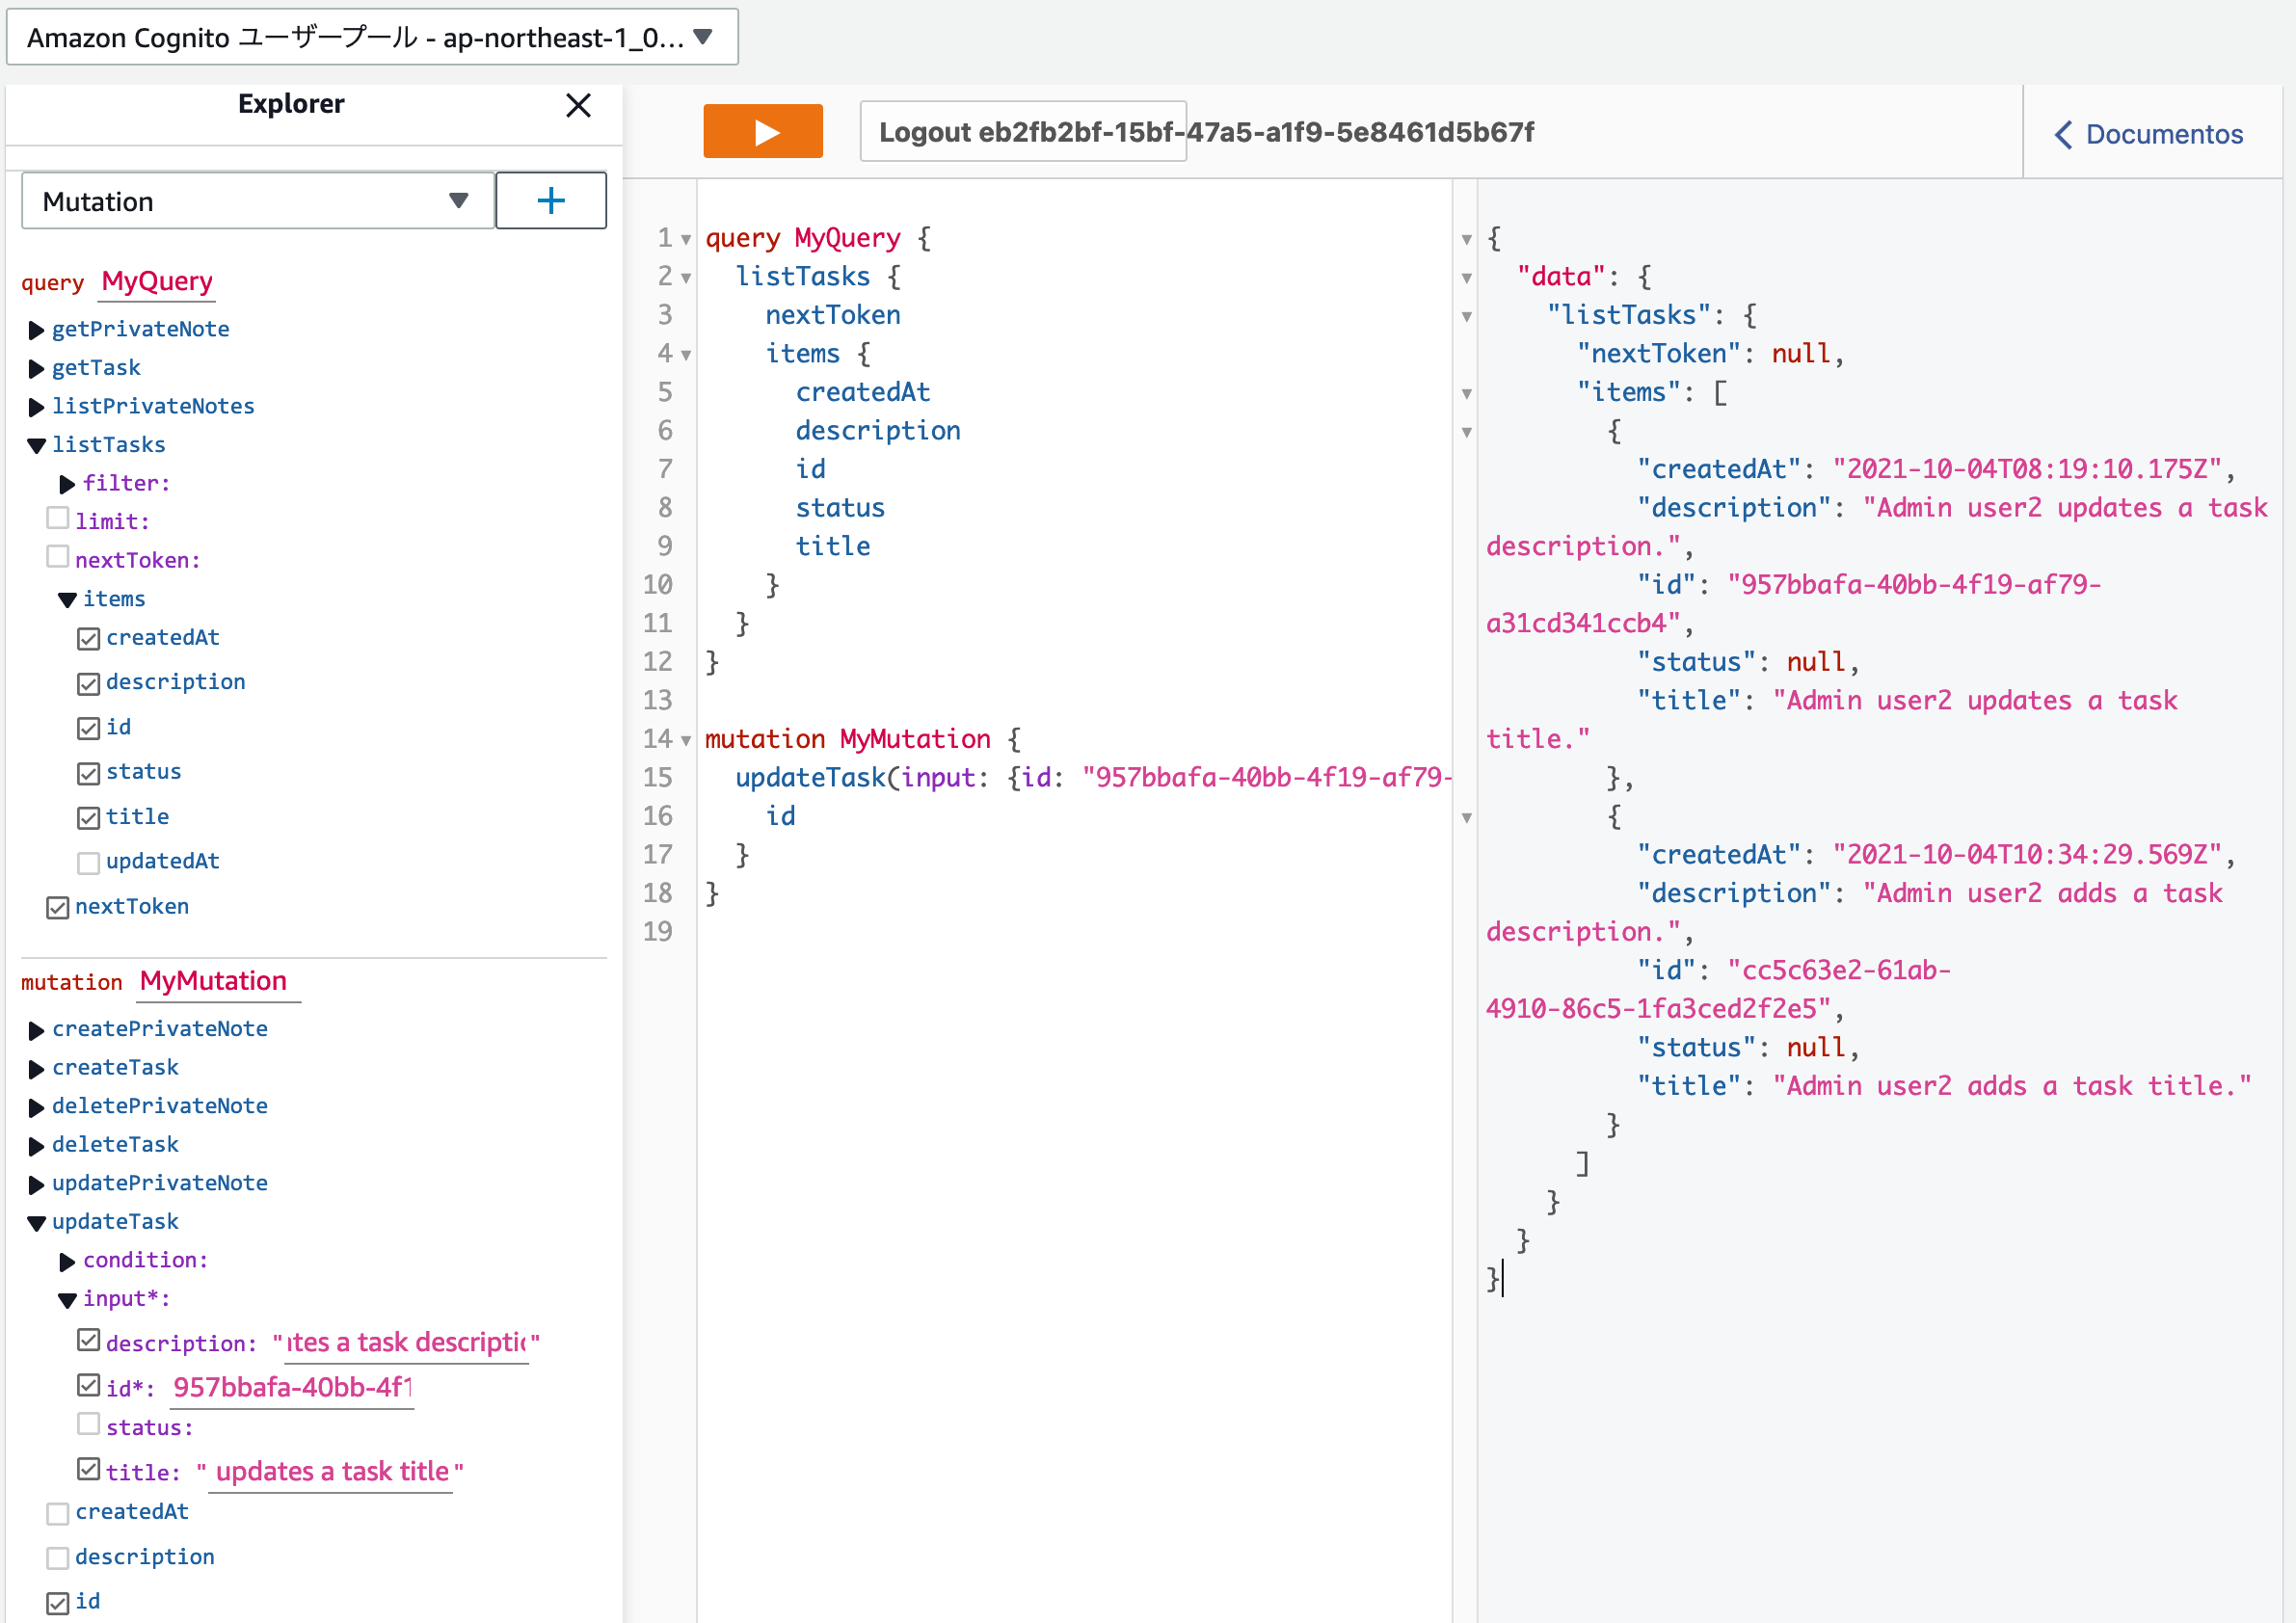 Amazon Cognito ユーザープール - ap-northeast-1_0...
Explorer
Logout eb2fb2bf-15bf-47a5-a1f9-5e8461d5b67f
Documentos
Mutation
query MyQuery
getPrivateNote
getTask
listPrivateNotes
listTasks
filter:
limit:
nextToken:
items
createdAt
description
id
status
title
updatedAt
nextToken
mutation MyMutation
createPrivateNote
createTask
deletePrivateNote
deleteTask
updatePrivateNote
updateTask
condition:
input*:
description: "tes a task descriptic"
id*: 957bbafa-40bb-4f1
status:
title: " updates a task title"
createdAt
description
id
1 query MyQuery {
2 listTasks {
3 nextToken
4 items {
5 createdAt
6 description
7 id
8 status
9 title
10 }
11 }
12 }
13
14 mutation MyMutation {
15 updateTask(input: {id: "957bbafa-40bb-4f19-af79-
16 id
17 }
18 }
19
{
"data": {
"listTasks": {
"nextToken": null,
"items": [
{
"createdAt": "2021-10-04T08:19:10.175Z",
"description": "Admin user2 updates a task
description.",
"id": "957bbafa-40bb-4f19-af79-
a31cd341ccb4",
"status": null,
"title": "Admin user2 updates a task
title."
},
{
"createdAt": "2021-10-04T10:34:29.569Z",
"description": "Admin user2 adds a task
description.",
"id": "cc5c63e2-61ab-
4910-86c5-1fa3ced2f2e5",
"status": null,
"title": "Admin user2 adds a task title."
}
]
}
}
}